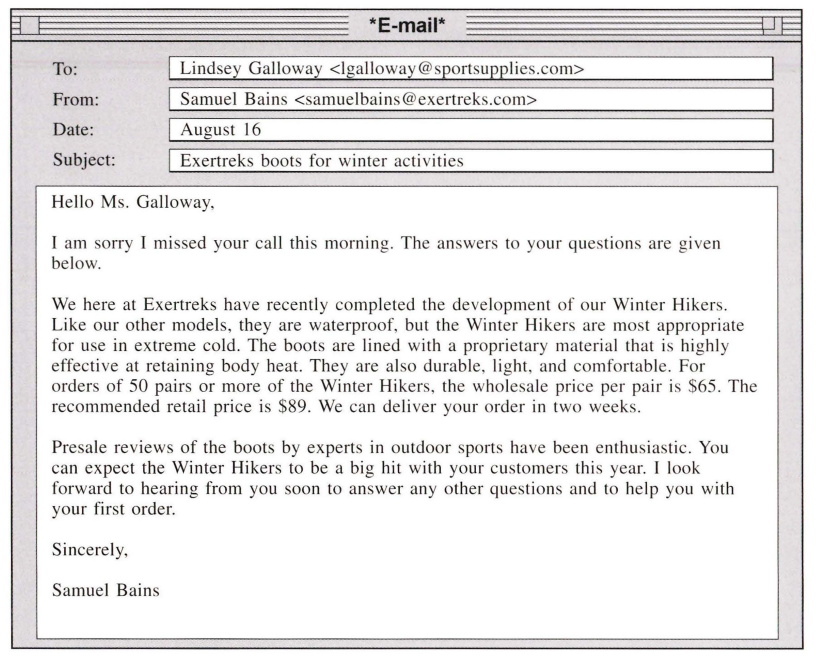 *E-mail*
To: Lindsey Galloway <lgalloway@sportsupplies.com>
From: Samuel Bains <samuelbains@exertreks.com>
Date: August 16
Subject: Exertreks boots for winter activities
Hello Ms. Galloway,
I am sorry I missed your call this morning. The answers to your questions are given
below.
We here at Exertreks have recently completed the development of our Winter Hikers.
Like our other models, they are waterproof, but the Winter Hikers are most appropriate
for use in extreme cold. The boots are lined with a proprietary material that is highly
effective at retaining body heat. They are also durable, light, and comfortable. For
orders of 50 pairs or more of the Winter Hikers, the wholesale price per pair is $65. The
recommended retail price is $89. We can deliver your order in two weeks.
Presale reviews of the boots by experts in outdoor sports have been enthusiastic. You
can expect the Winter Hikers to be a big hit with your customers this year. I look
forward to hearing from you soon to answer any other questions and to help you with
your first order.
Sincerely,
Samuel Bains